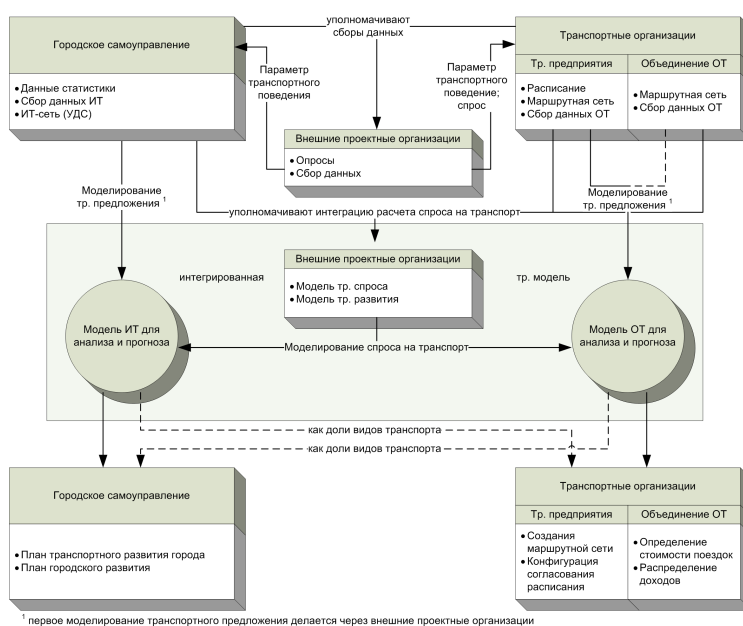 уполномачивают
сборы данных
Городское самоуправление
• Данные статистики
• Сбор данных ИТ
• ИТ-сеть (УДС)
Параметр
транспортного
поведения
Параметр
транспортного
поведение;
спрос
Транспортные организации
Тр. предприятия
Объединение ОТ
• Расписание
• Маршрутная сеть
• Сбор данных ОТ
• Маршрутная сеть
• Сбор данных ОТ
Внешние проектные организации
• Опросы
• Сбор данных
Моделирование
тр. предложения 1
Моделирование
тр. предложения 1
уполномачивают интеграцию расчета спроса на транспорт
интегрированная
тр. модель
Внешние проектные организации
• Модель тр. спроса
• Модель тр. развития
Модель ИТ для
анализа и прогноза
Моделирование спроса на транспорт
Модель ОТ для
анализа и прогноза
как доли видов транспорта
как доли видов транспорта
Городское самоуправление
• План транспортного развития города
• План городского развития
Транспортные организации
Тр. предприятия
Объединение ОТ
• Создания
маршрутной сети
• Конфигурация
согласования
расписания
• Определение
стоимости поездок
• Распределение
доходов
1 первое моделирование транспортного предложения делается через внешние проектные организации